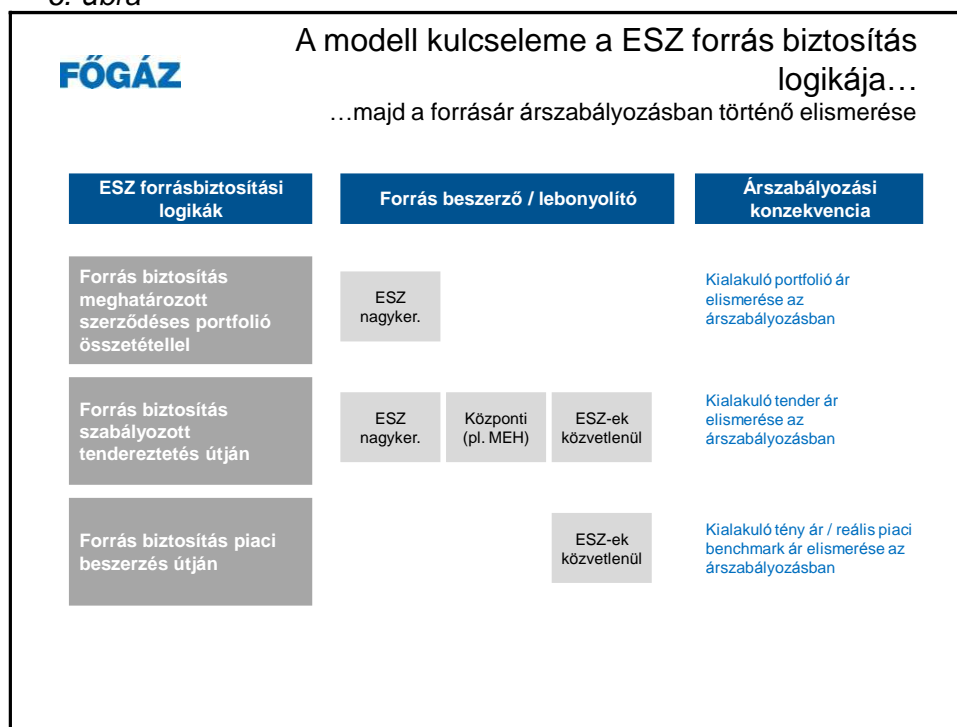 ábra
A modell kulcseleme a ESZ forrás biztosítás
logikája…
FŐGÁZ
…majd a forrásár árszabályozásban történő elismerése
ESZ forrásbiztosítási
logikák
Forrás beszerző / lebonyolító
Árszabályozási
konzekvencia
Forrás biztosítás
meghatározott
szerződéses portfolió
összetétellel
ESZ
nagyker.
Kialakuló portfolió ár
elismerése az
árszabályozásban
Forrás biztosítás
szabályozott
tendereztetés útján
ESZ
nagyker.
Központi
(pl. MEH)
ESZ-ek
közvetlenül
Kialakuló tender ár
elismerése az
árszabályozásban
Forrás biztosítás piaci
beszerzés útján
ESZ-ek
közvetlenül
Kialakuló tény ár / reális piaci
benchmark ár elismerése az
árszabályozásban